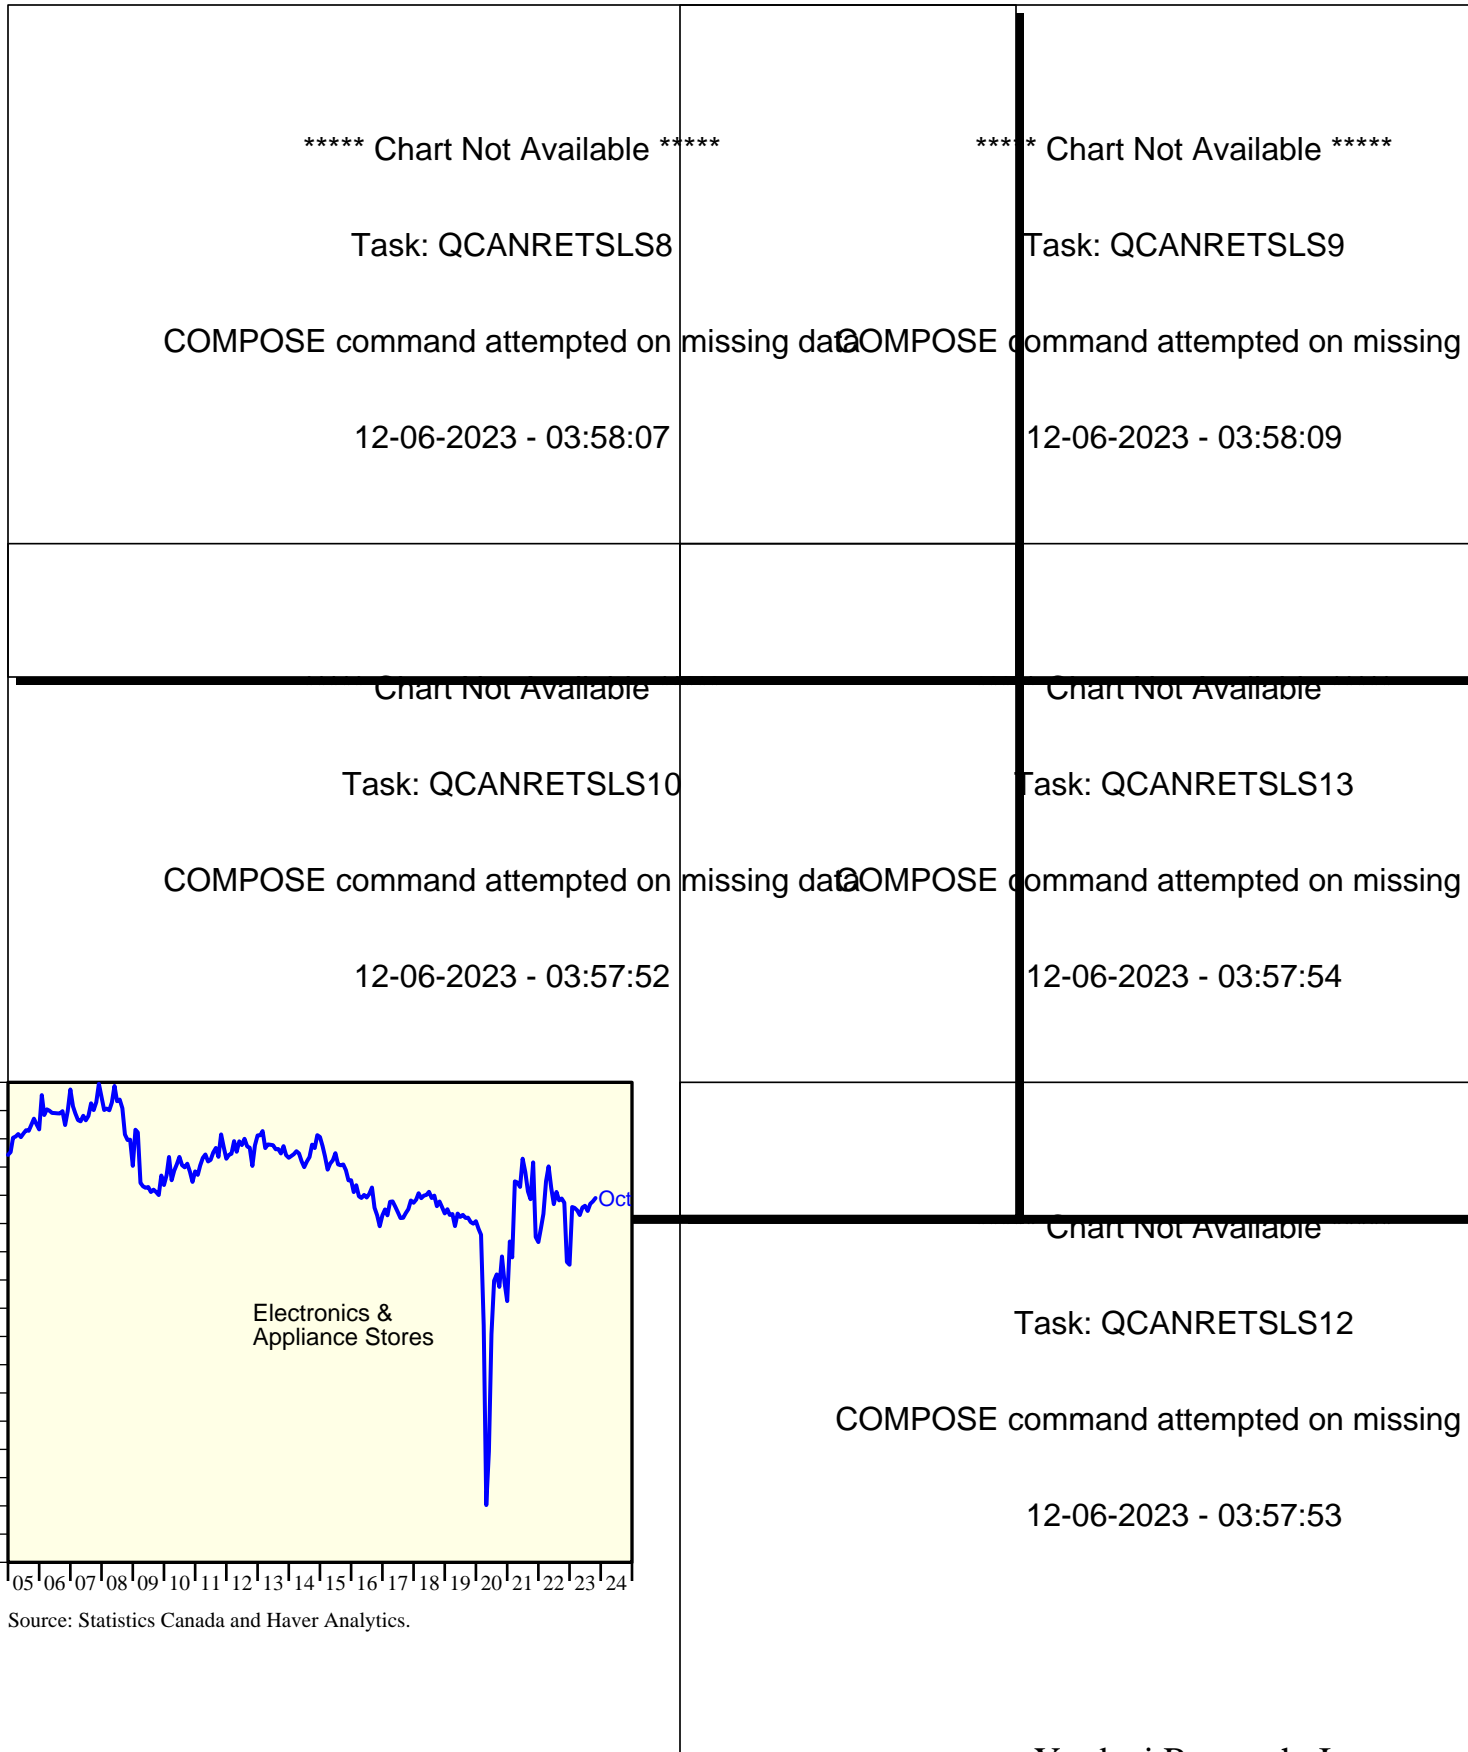 ***** Chart Not Available *****
Task: QCANRETSLS8
COMPOSE command attempted on missing data
12-06-2023 - 03:58:07
***** Chart Not Available *****
Task: QCANRETSLS9
COMPOSE command attempted on missing
12-06-2023 - 03:58:09
Chart Not Available
Task: QCANRETSLS10
COMPOSE command attempted on missing data
12-06-2023 - 03:57:52
Chart Not Available
Task: QCANRETSLS13
COMPOSE command attempted on missing
12-06-2023 - 03:57:54
Oct
Electronics &
Appliance Stores
05 06 07 08 09 10 11 12 13 14 15 16 17 18 19 20 21 22 23 24
Source: Statistics Canada and Haver Analytics.
Chart Not Available
Task: QCANRETSLS12
COMPOSE command attempted on missing
12-06-2023 - 03:57:53